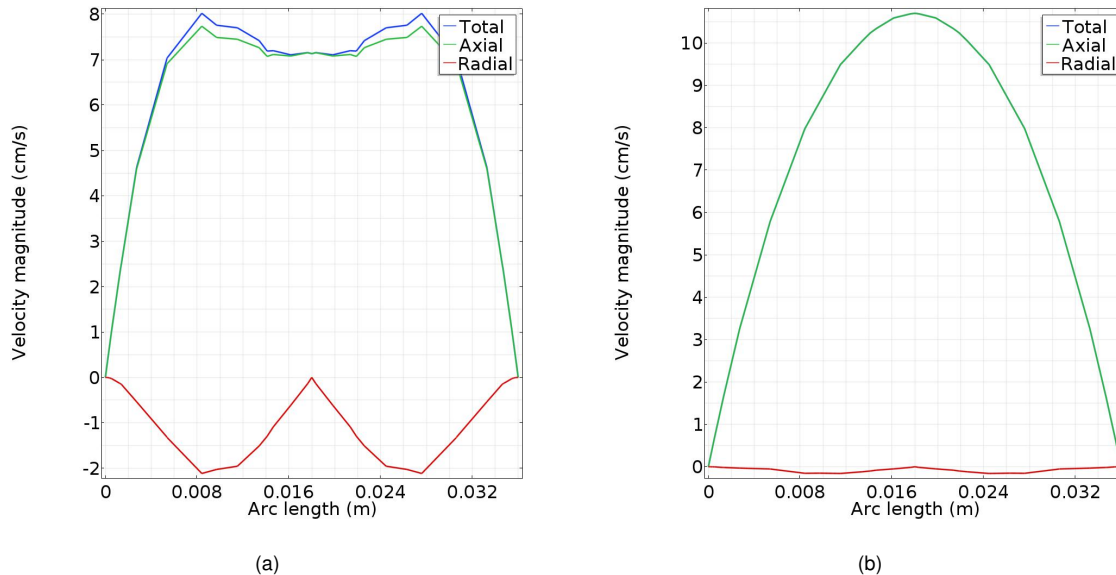 8
7
6
5
4
3
2
1
0
-1
-2
0 0.008 0.016 0.024 0.032
Velocity magnitude (cm/s)
Arc length (m)
Total
Axial
Radial
(a)
10
9
8
7
6
5
4
3
2
1
0
0 0.008 0.016 0.024 0.032
Velocity magnitude (cm/s)
Arc length (m)
Total
Axial
Radial
(b)